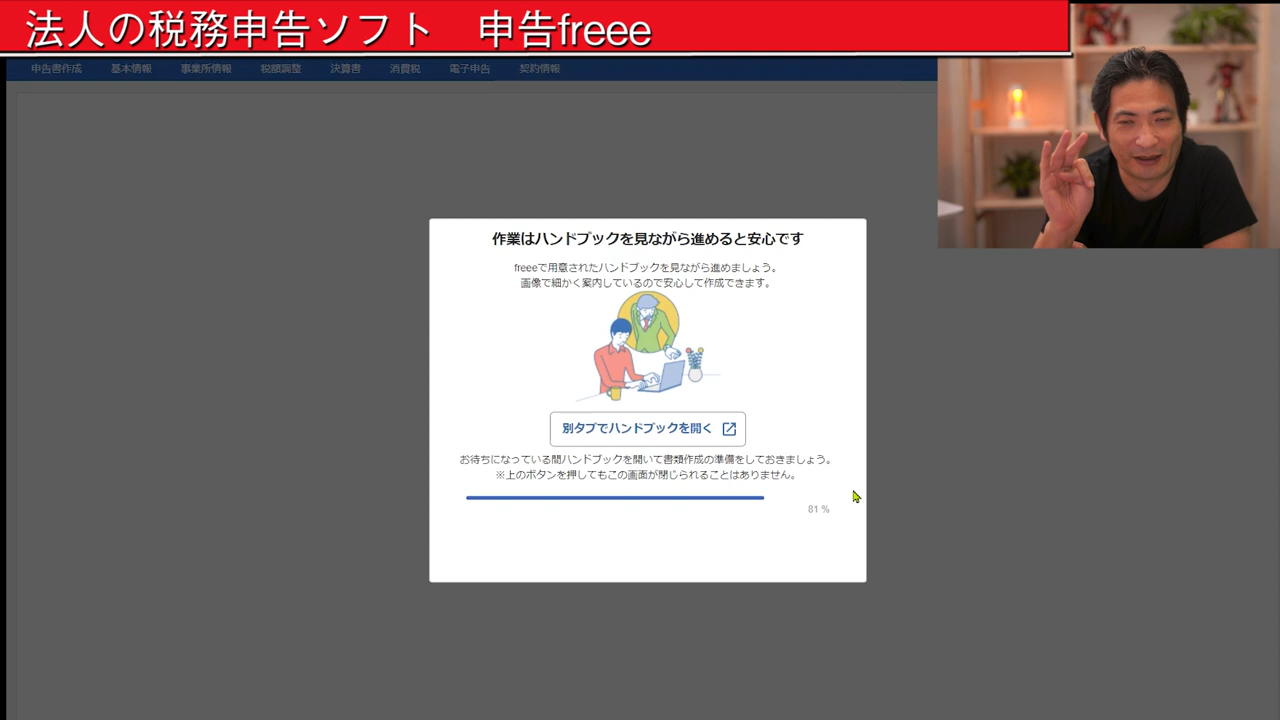 法人の税務申告ソフト　申告freee
申告書作成 基本情報 事業所情報 税額調整 決算書 消費税 電子申告 契約情報
作業はハンドブックを見ながら進めると安心です
freeeで用意されたハンドブックを見ながら進めましょう。
画像で細かく案内しているので安心して作成できます。
別タブでハンドブックを開く
お待ちになっている間ハンドブックを開いて書類作成の準備をしておきましょう。
※上のボタンを押してもこの画面が閉じられることはありません。
81 %